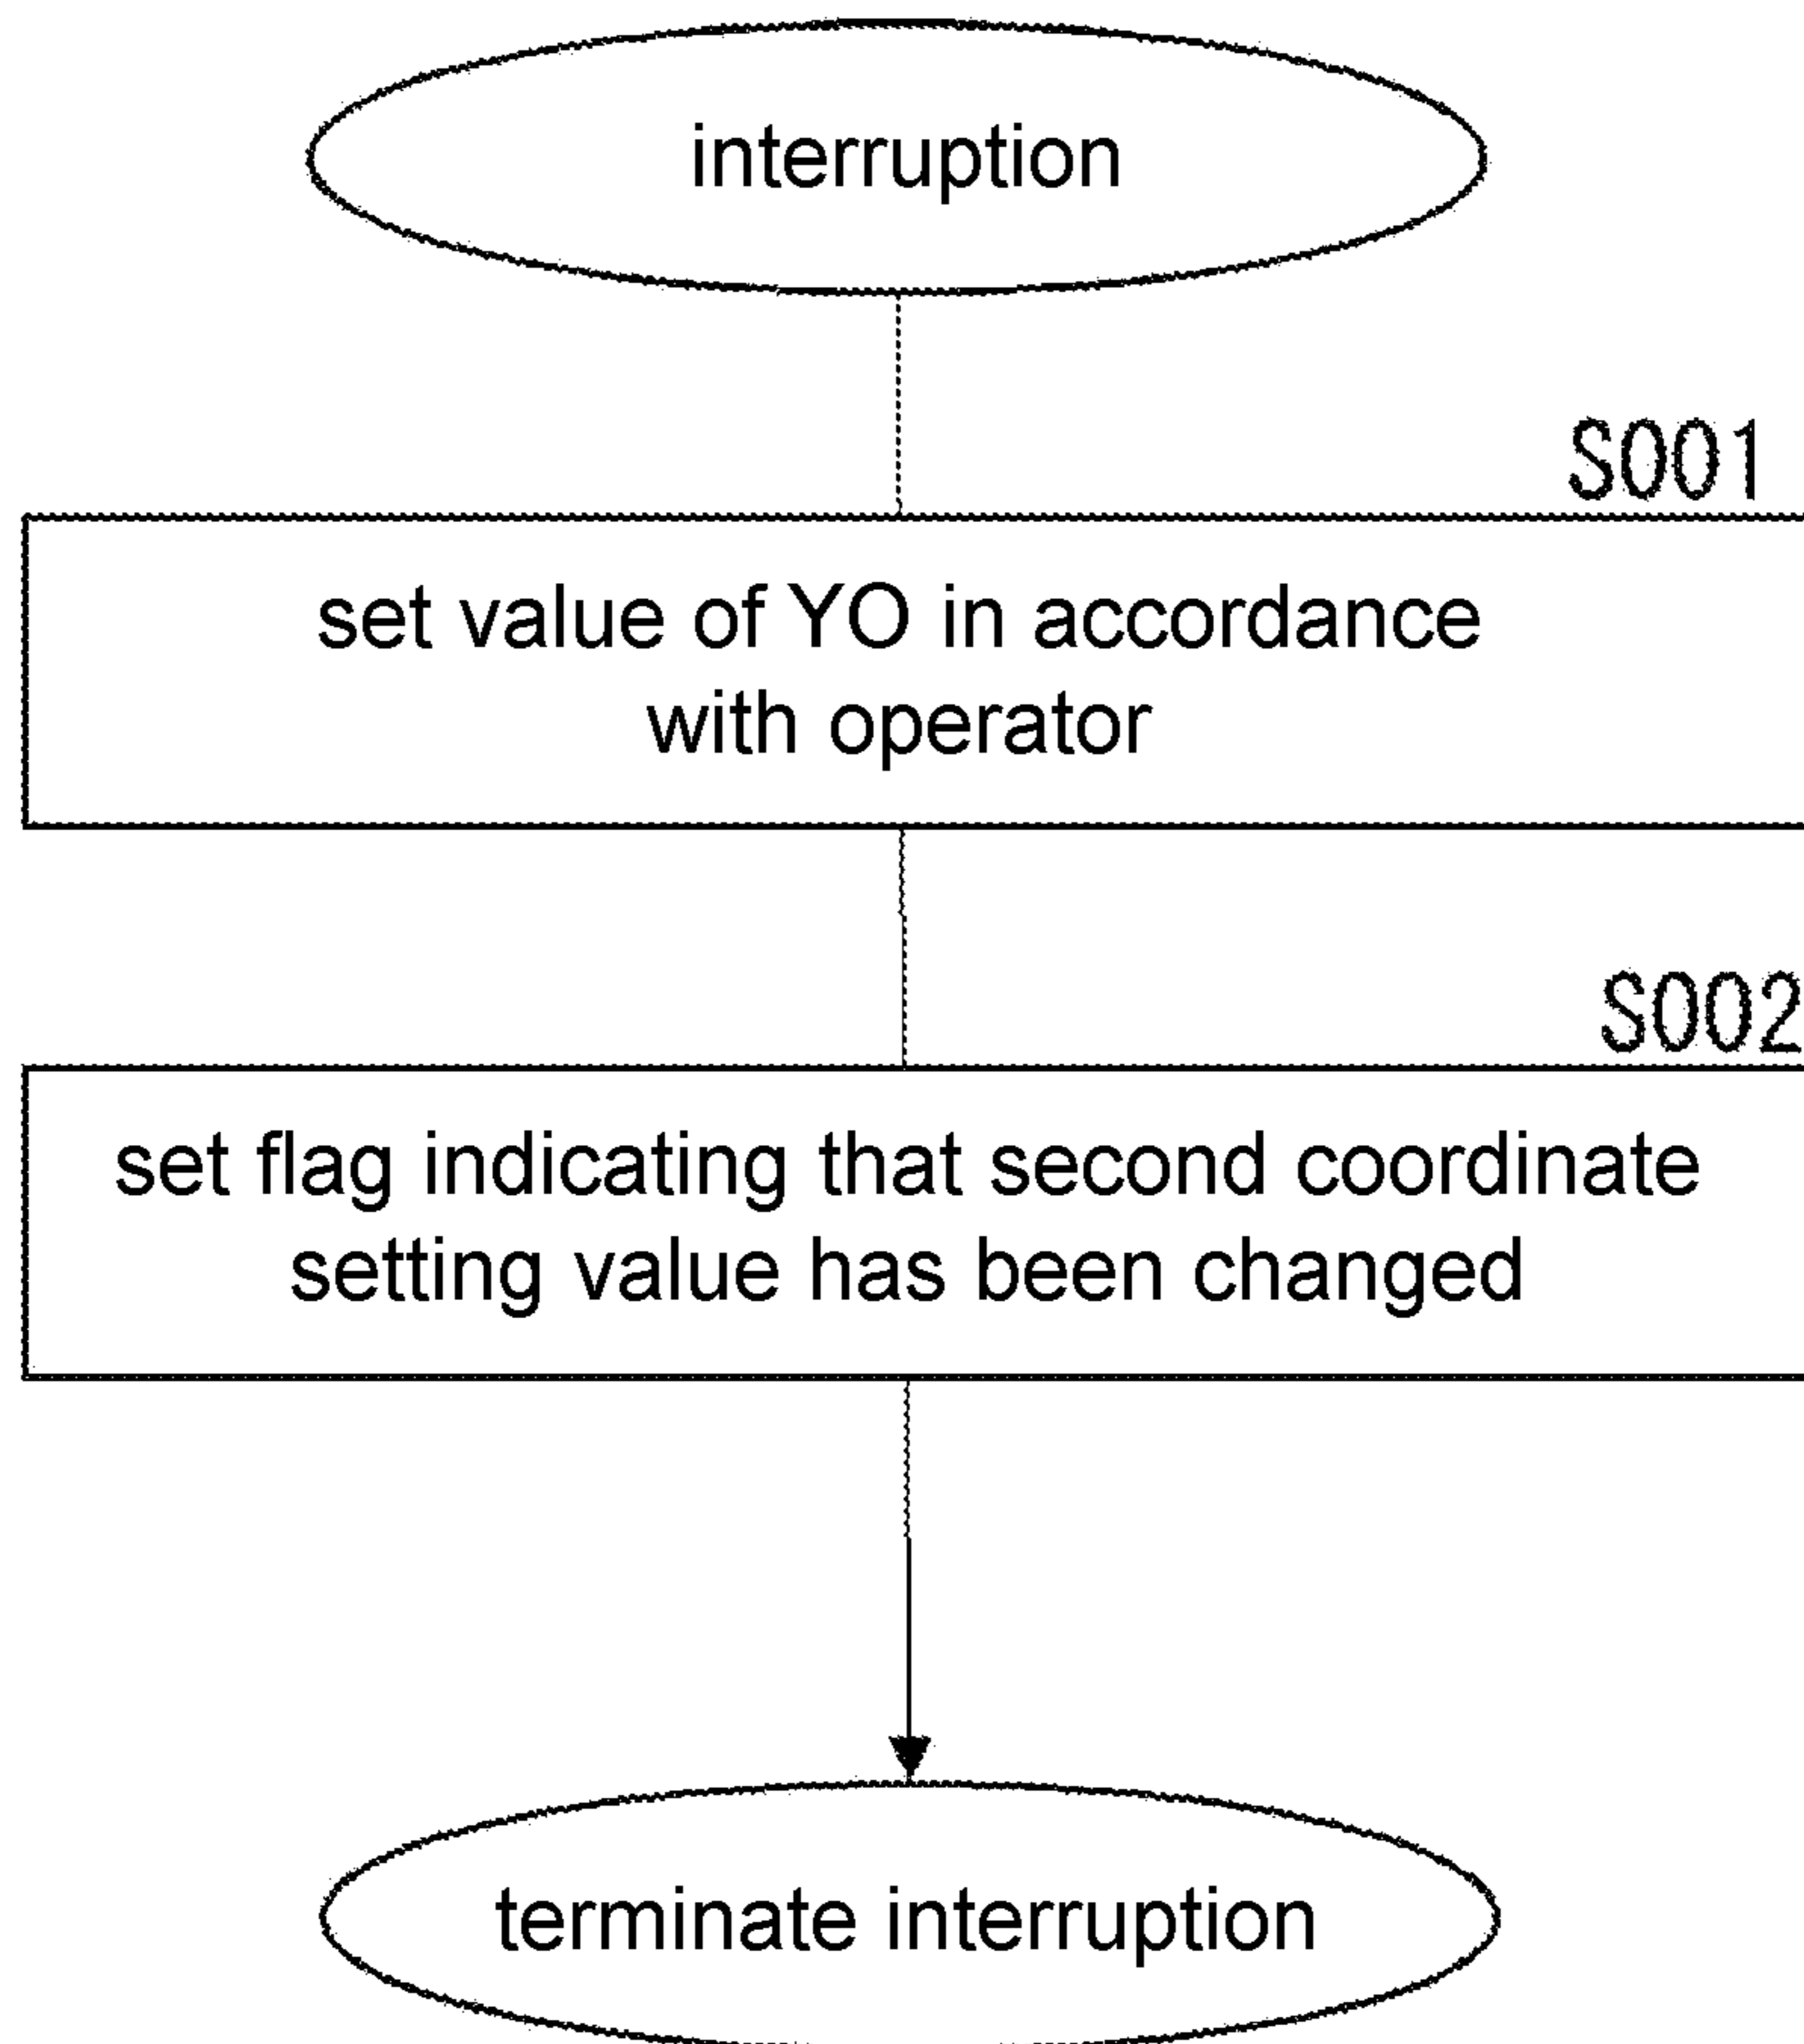 interruption
S001
set value of YO in accordance
with operator
S002
set flag indicating that second coordinate
setting value has been changed
terminate interruption